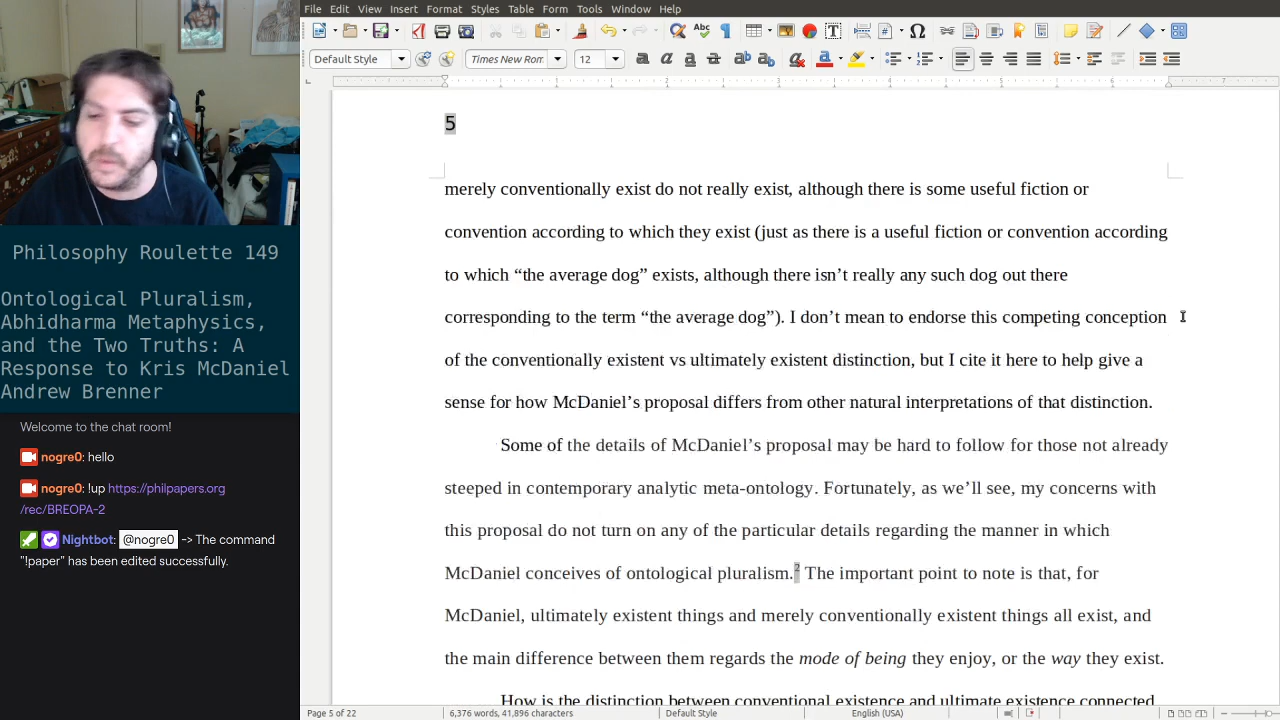 File Edit View Insert Format Styles Table Form Tools Window Help
Default Style
Times New Rom
12
5
merely conventionally exist do not really exist, although there is some useful fiction or
convention according to which they exist (just as there is a useful fiction or convention according
to which “the average dog” exists, although there isn’t really any such dog out there
corresponding to the term “the average dog”). I don’t mean to endorse this competing conception
of the conventionally existent vs ultimately existent distinction, but I cite it here to help give a
sense for how McDaniel’s proposal differs from other natural interpretations of that distinction.
Some of the details of McDaniel’s proposal may be hard to follow for those not already
steeped in contemporary analytic meta-ontology. Fortunately, as we’ll see, my concerns with
this proposal do not turn on any of the particular details regarding the manner in which
McDaniel conceives of ontological pluralism.2 The important point to note is that, for
McDaniel, ultimately existent things and merely conventionally existent things all exist, and
the main difference between them regards the mode of being they enjoy, or the way they exist.
How is the distinction between conventional existence and ultimate existence connected
Page 5 of 22
6,376 words, 41,896 characters
Default Style
English (USA)
Philosophy Roulette 149
Ontological Pluralism,
Abhidharma Metaphysics,
and the Two Truths: A
Response to Kris McDaniel
Andrew Brenner
Welcome to the chat room!
nogre0: hello
nogre0: !up https://philpapers.org
/rec/BREOPA-2
Nightbot: @nogre0 -> The command
"!paper" has been edited successfully.